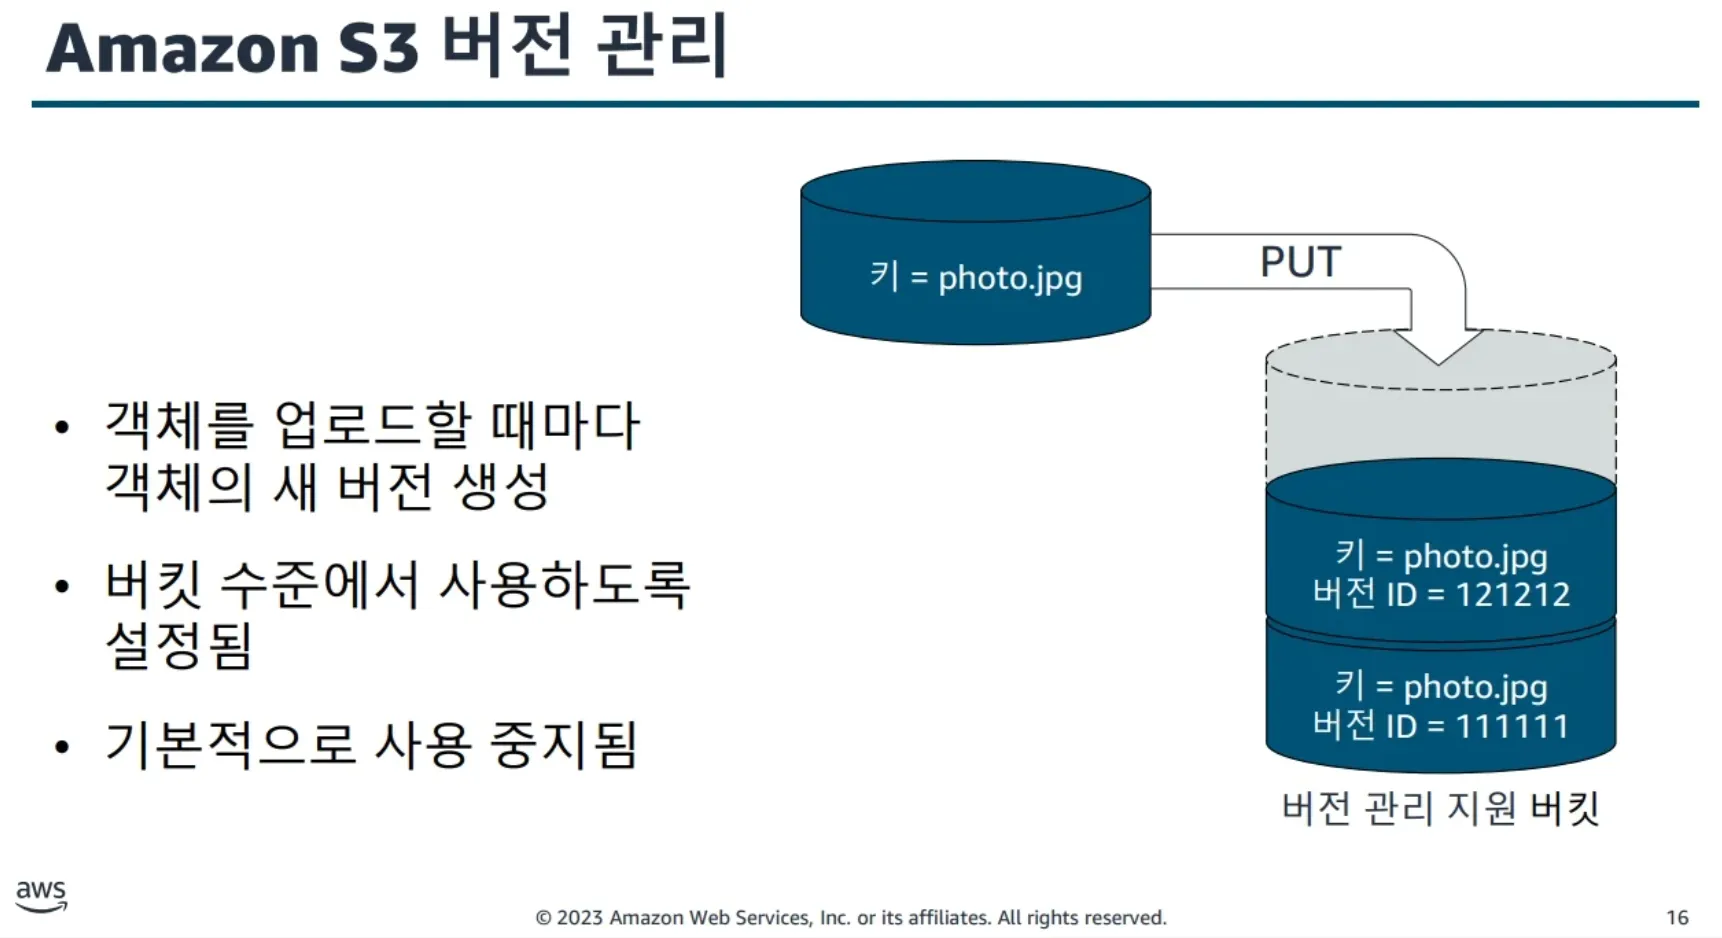 Amazon S3 버전 관리
키 = photo.jpg
PUT
• 객체를 업로드할 때마다
객체의 새 버전 생성
• 버킷 수준에서 사용하도록
설정됨
• 기본적으로 사용 중지됨
키 = photo.jpg
버전 ID = 121212
키 = photo.jpg
버전 ID = 111111
버전 관리 지원 버킷
aws
© 2023 Amazon Web Services, Inc. or its affiliates. All rights reserved.
16